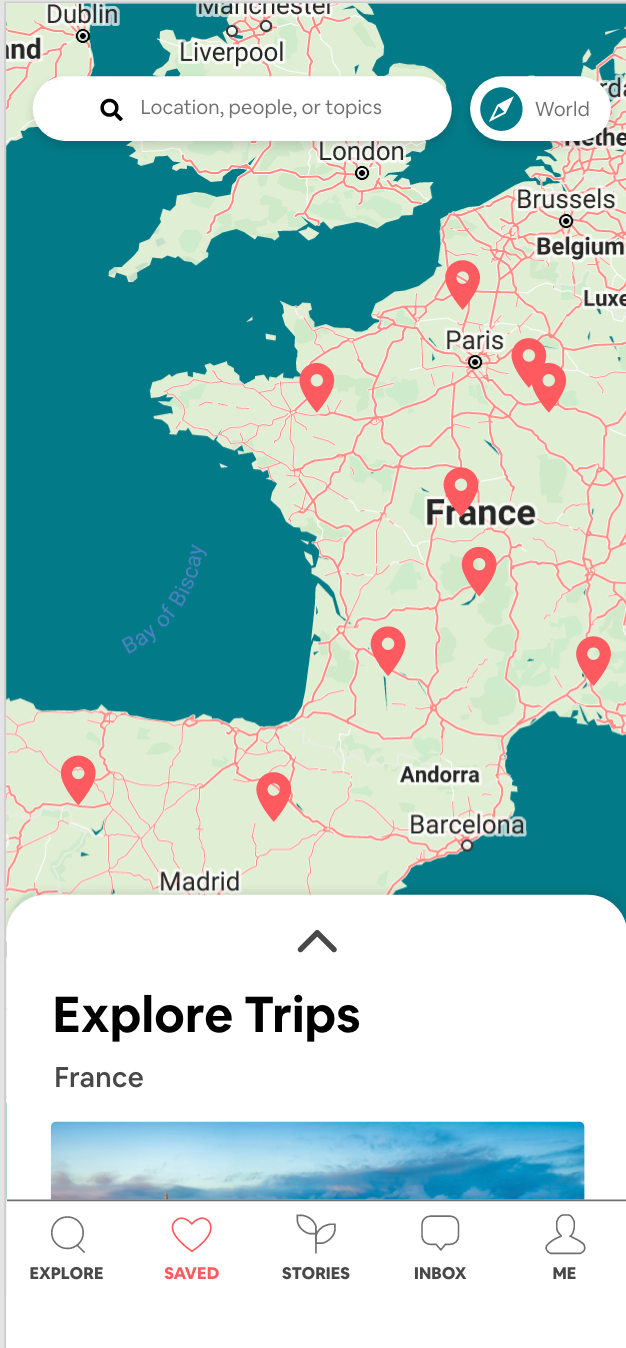 Manchester
Dublin
Liverpool
Location, people, or topics
World
London
Nethe
Brussels
Belgium
Luxe
Paris
France
Bay of Biscay
Andorra
Barcelona
Madrid
Explore Trips
France
EXPLORE
SAVED
STORIES
INBOX
ME